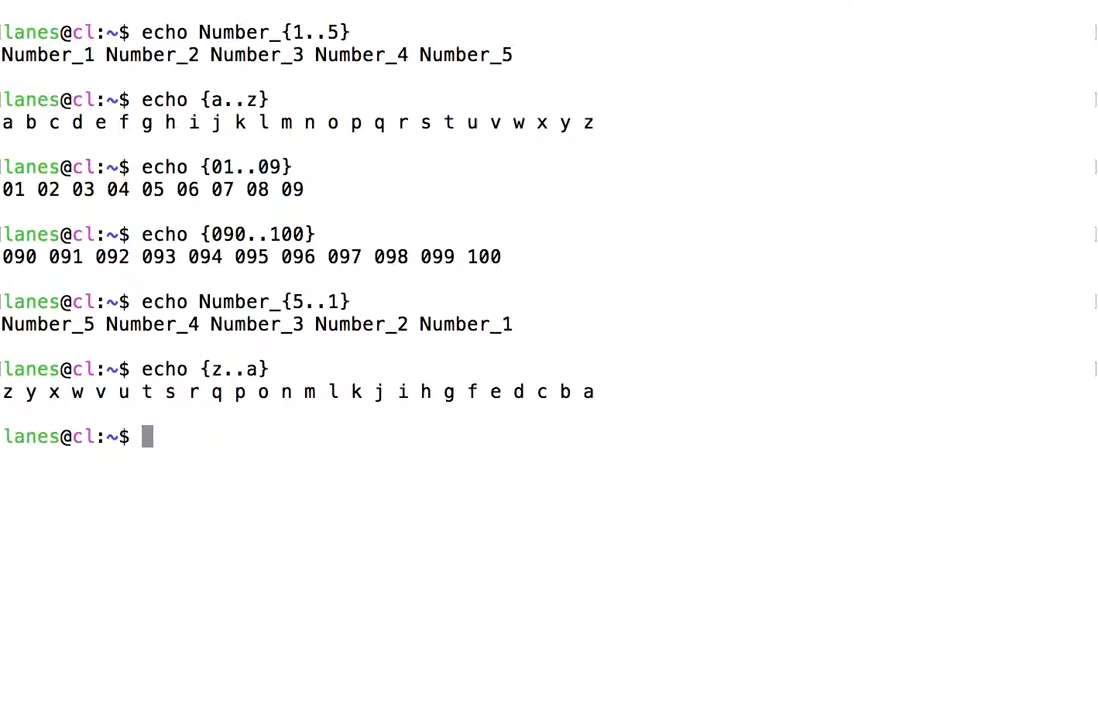 lanes@cl:~$ echo Number_{1..5}
Number_1 Number_2 Number_3 Number_4 Number_5
lanes@cl:~$ echo {a..z}
a b c d e f g h i j k l m n o p q r s t u v w x y z
lanes@cl:~$ echo {01..09}
01 02 03 04 05 06 07 08 09
lanes@cl:~$ echo {090..100}
090 091 092 093 094 095 096 097 098 099 100
lanes@cl:~$ echo Number_{5..1}
Number_5 Number_4 Number_3 Number_2 Number_1
lanes@cl:~$ echo {z..a}
z y x w v u t s r q p o n m l k j i h g f e d c b a
lanes@cl:~$